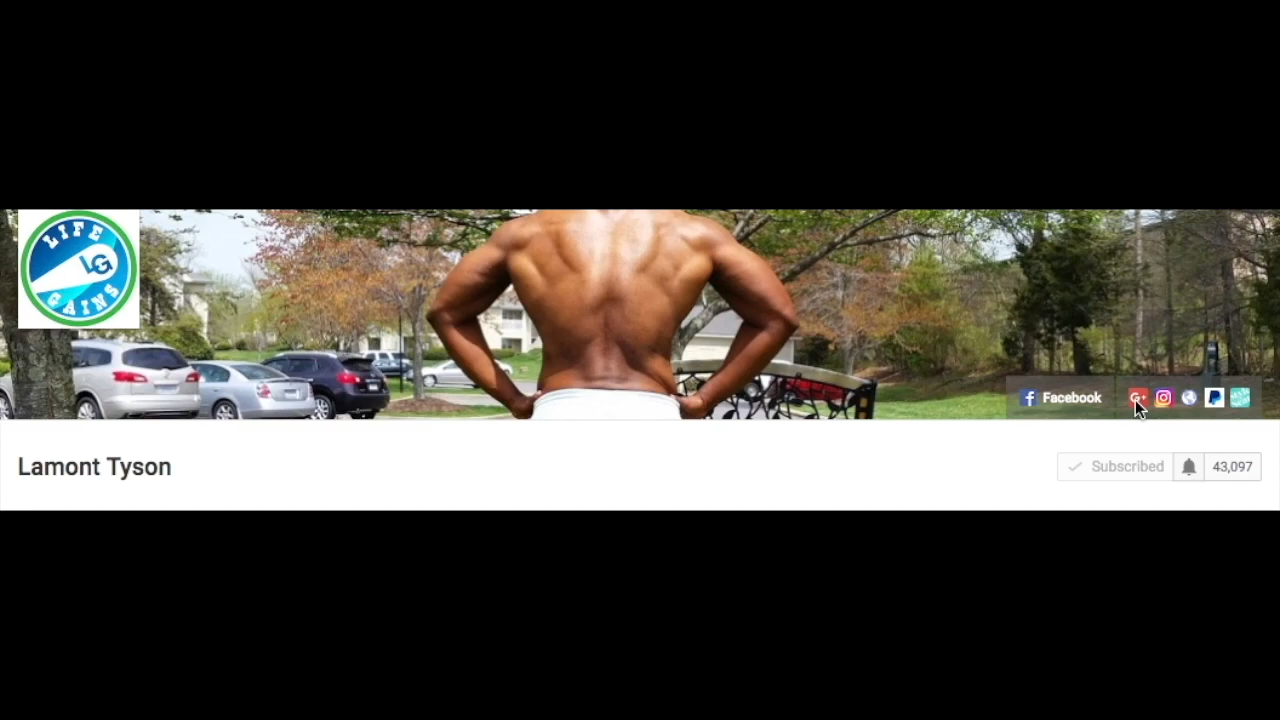 LIFE
LG
GAINS
Facebook
Lamont Tyson
Subscribed 43,097